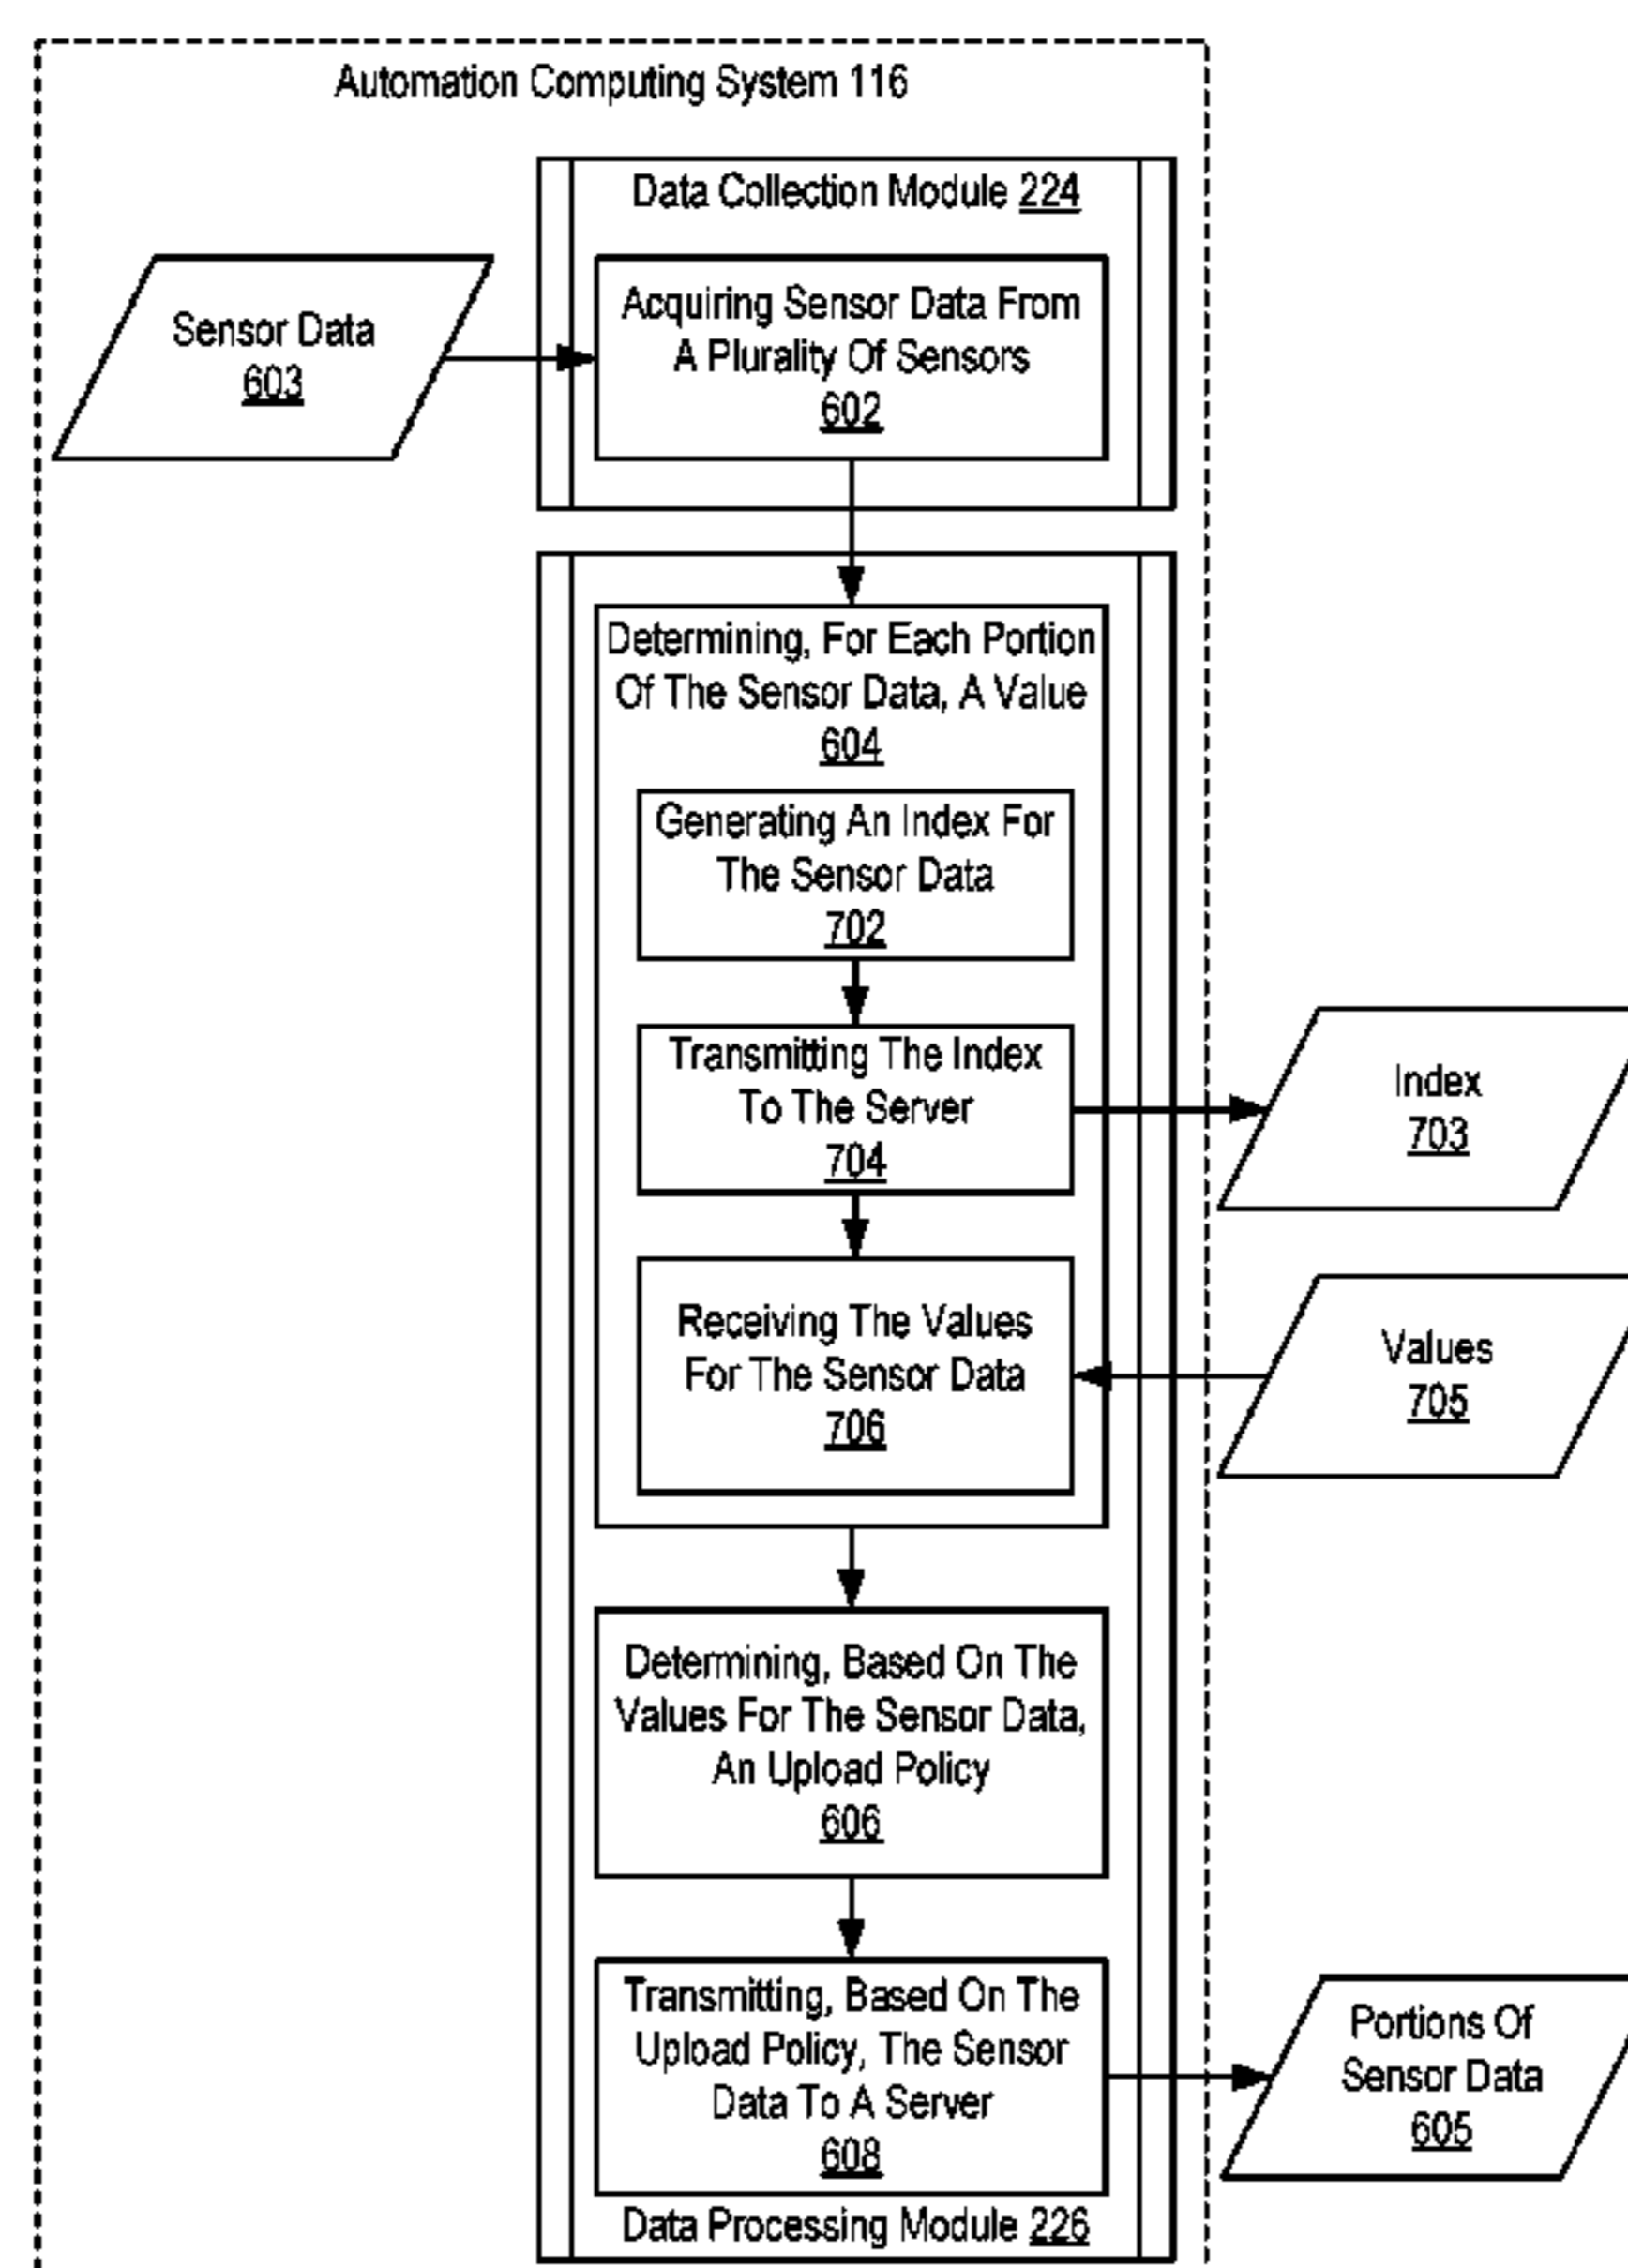 Automation Computing System 116
Data Collection Module 224
Sensor Data
603
Acquiring Sensor Data From
A Plurality Of Sensors
602
Determining, For Each Portion
Of The Sensor Data, A Value
604
Generating An Index For
The Sensor Data
702
Transmitting The Index
To The Server
704
Index
703
Receiving The Values
For The Sensor Data
706
Values
705
Determining, Based On The
Values For The Sensor Data,
An Upload Policy
606
Transmitting, Based On The
Upload Policy, The Sensor
Data To A Server
608
Portions Of
Sensor Data
605
Data Processing Module 226